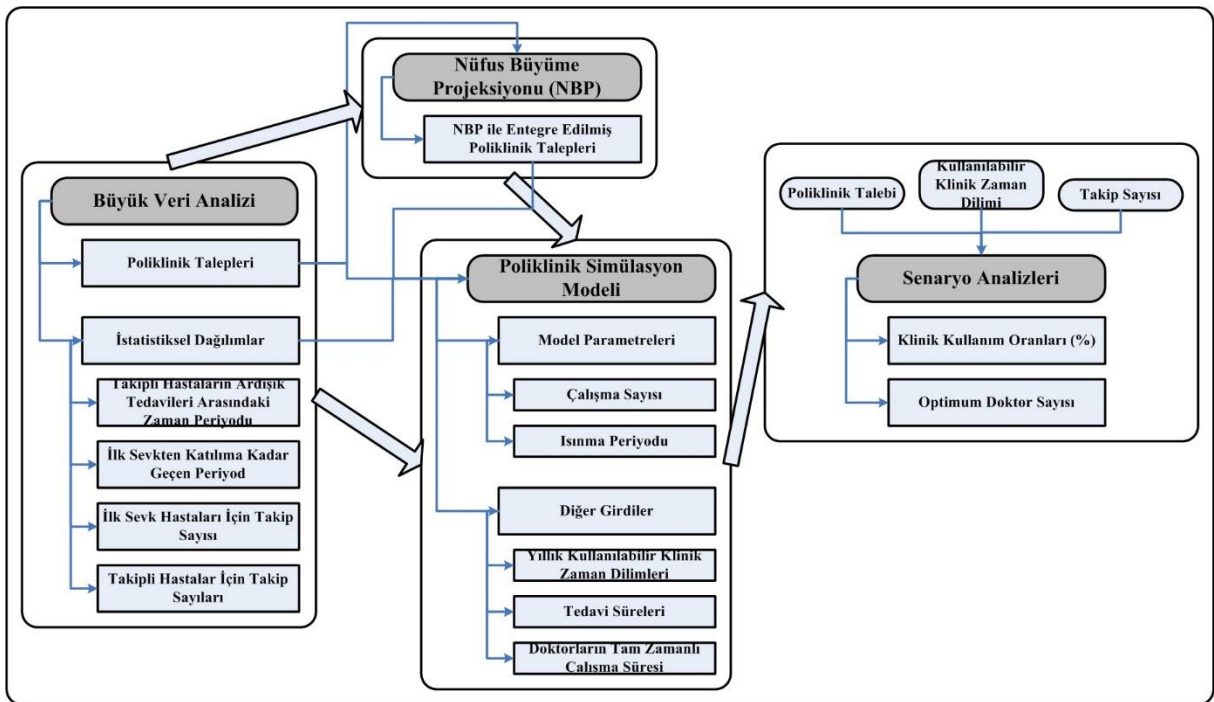 Büyük Veri Analizi
Poliklinik Talepleri
İstatistiksel Dağılımlar
Takipli Hastaların Ardışık
Tedavileri Arasındaki
Zaman Periyodu
İlk Sevkten Katılıma Kadar
Geçen Periyod
İlk Sevk Hastaları İçin Takip
Sayısı
Takipli Hastalar İçin Takip
Sayıları
Nüfus Büyüme
Projeksiyonu (NBP)
NBP ile Entegre Edilmiş
Poliklinik Talepleri
Poliklinik Simülasyon
Modeli
Model Parametreleri
Çalışma Sayısı
Isınma Periyodu
Diğer Girdiler
Yıllık Kullanılabilir Klinik
Zaman Dilimleri
Tedavi Süreleri
Doktorların Tam Zamanlı
Çalışma Süresi
Poliklinik Talebi
Kullanılabilir
Klinik Zaman
Dilimi
Takip Sayısı
Senaryo Analizleri
Klinik Kullanım Oranları (%)
Optimum Doktor Sayısı